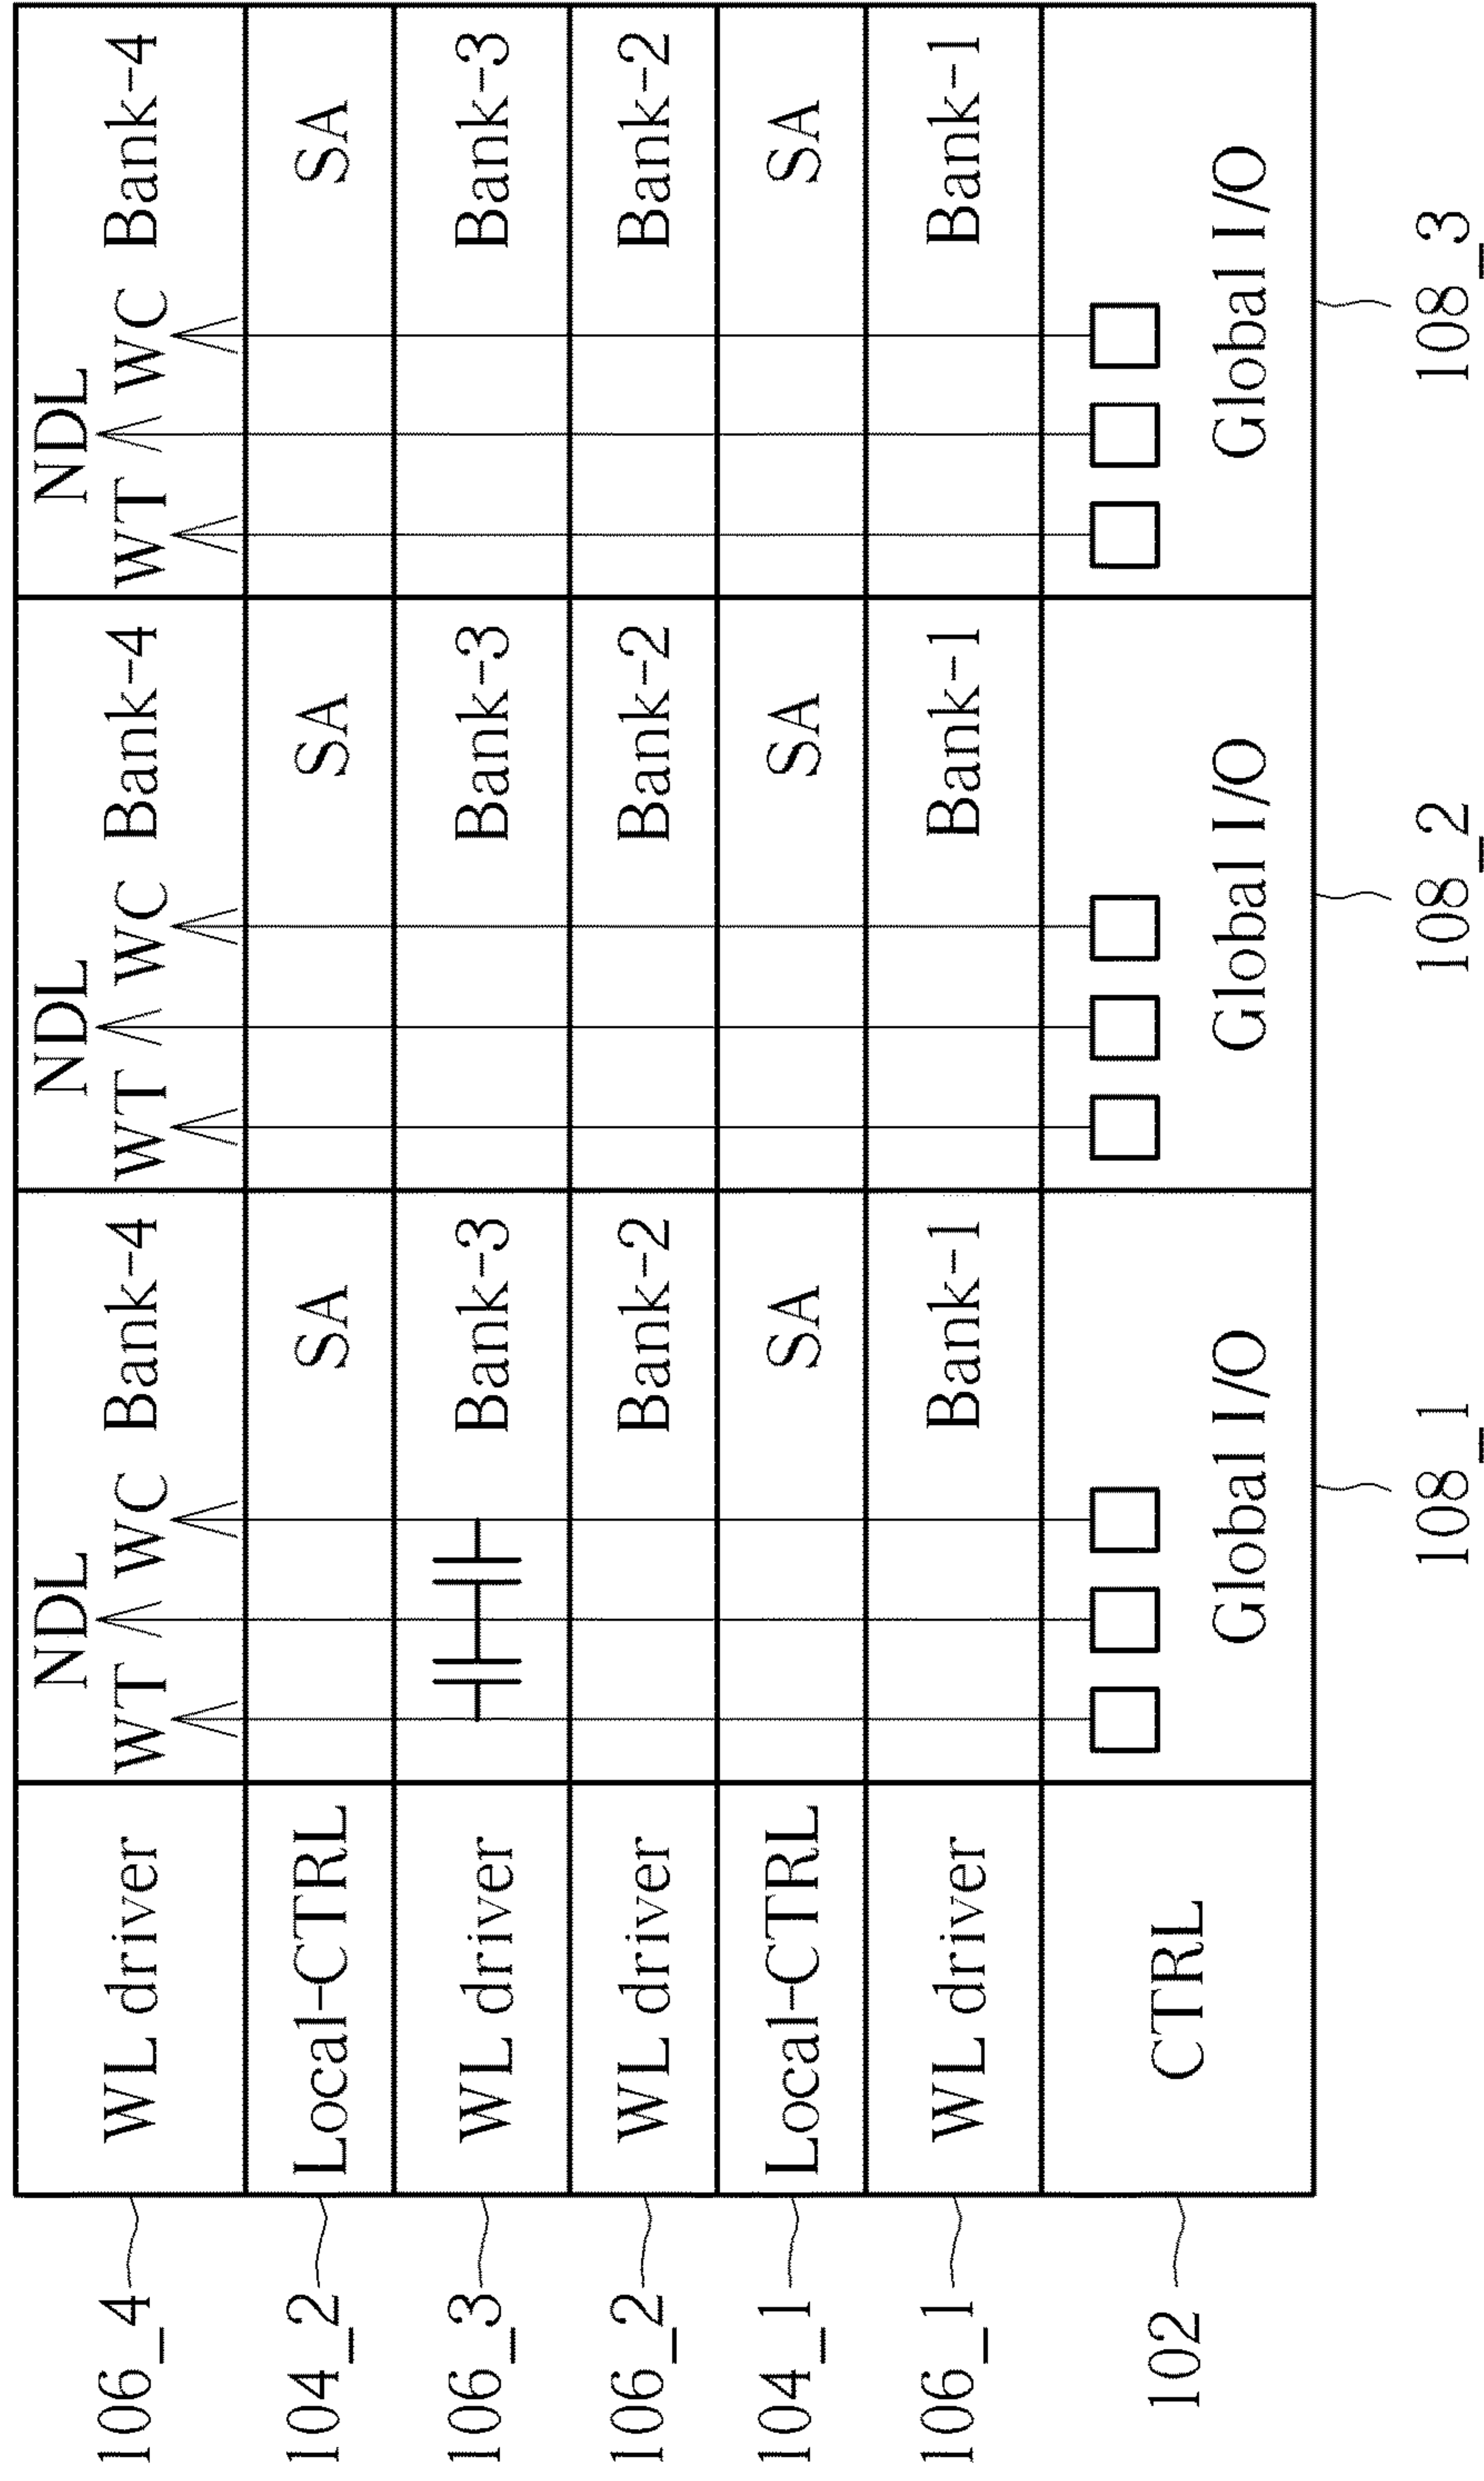 NDL NDL NDL
106_4 WL driver WT WC Bank-4 WT WC Bank-4 WT WC Bank-4
104_2 Local-CTRL SA SA SA
106_3 WL driver Bank-3 Bank-3 Bank-3
106_2 WL driver Bank-2 Bank-2 Bank-2
104_1 Local-CTRL SA SA SA
106_1 WL driver Bank-1 Bank-1 Bank-1
102 CTRL
Global I/O Global I/O Global I/O
108_1 108_2 108_3